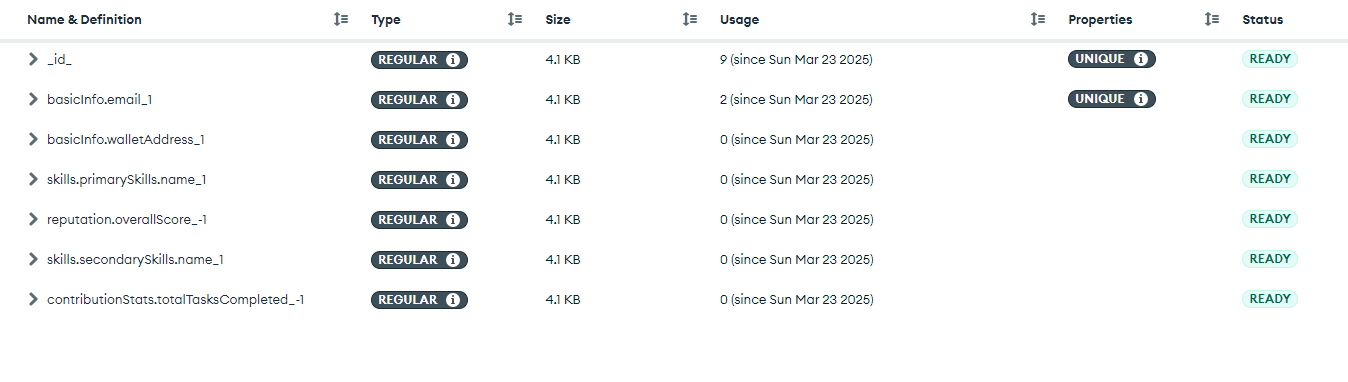 Name & Definition Type Size Usage Properties Status
_id_ REGULAR 4.1 KB 9 (since Sun Mar 23 2025) UNIQUE READY
basicInfo.email_1 REGULAR 4.1 KB 2 (since Sun Mar 23 2025) UNIQUE READY
basicInfo.walletAddress_1 REGULAR 4.1 KB 0 (since Sun Mar 23 2025) READY
skills.primarySkills.name_1 REGULAR 4.1 KB 0 (since Sun Mar 23 2025) READY
reputation.overallScore_-1 REGULAR 4.1 KB 0 (since Sun Mar 23 2025) READY
skills.secondarySkills.name_1 REGULAR 4.1 KB 0 (since Sun Mar 23 2025) READY
contributionStats.totalTasksCompleted_-1 REGULAR 4.1 KB 0 (since Sun Mar 23 2025) READY